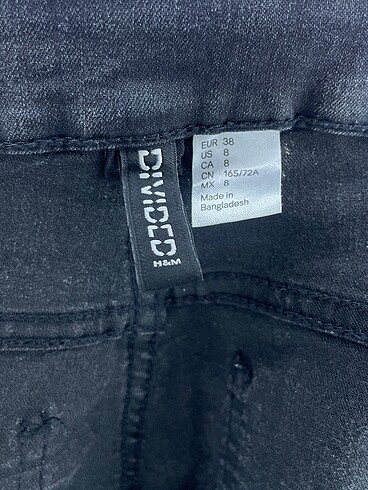 DIVIDED
H&M
EUR 38
US 8
CA 8
CN 165/72A
MX 8
Made in
Bangladesh